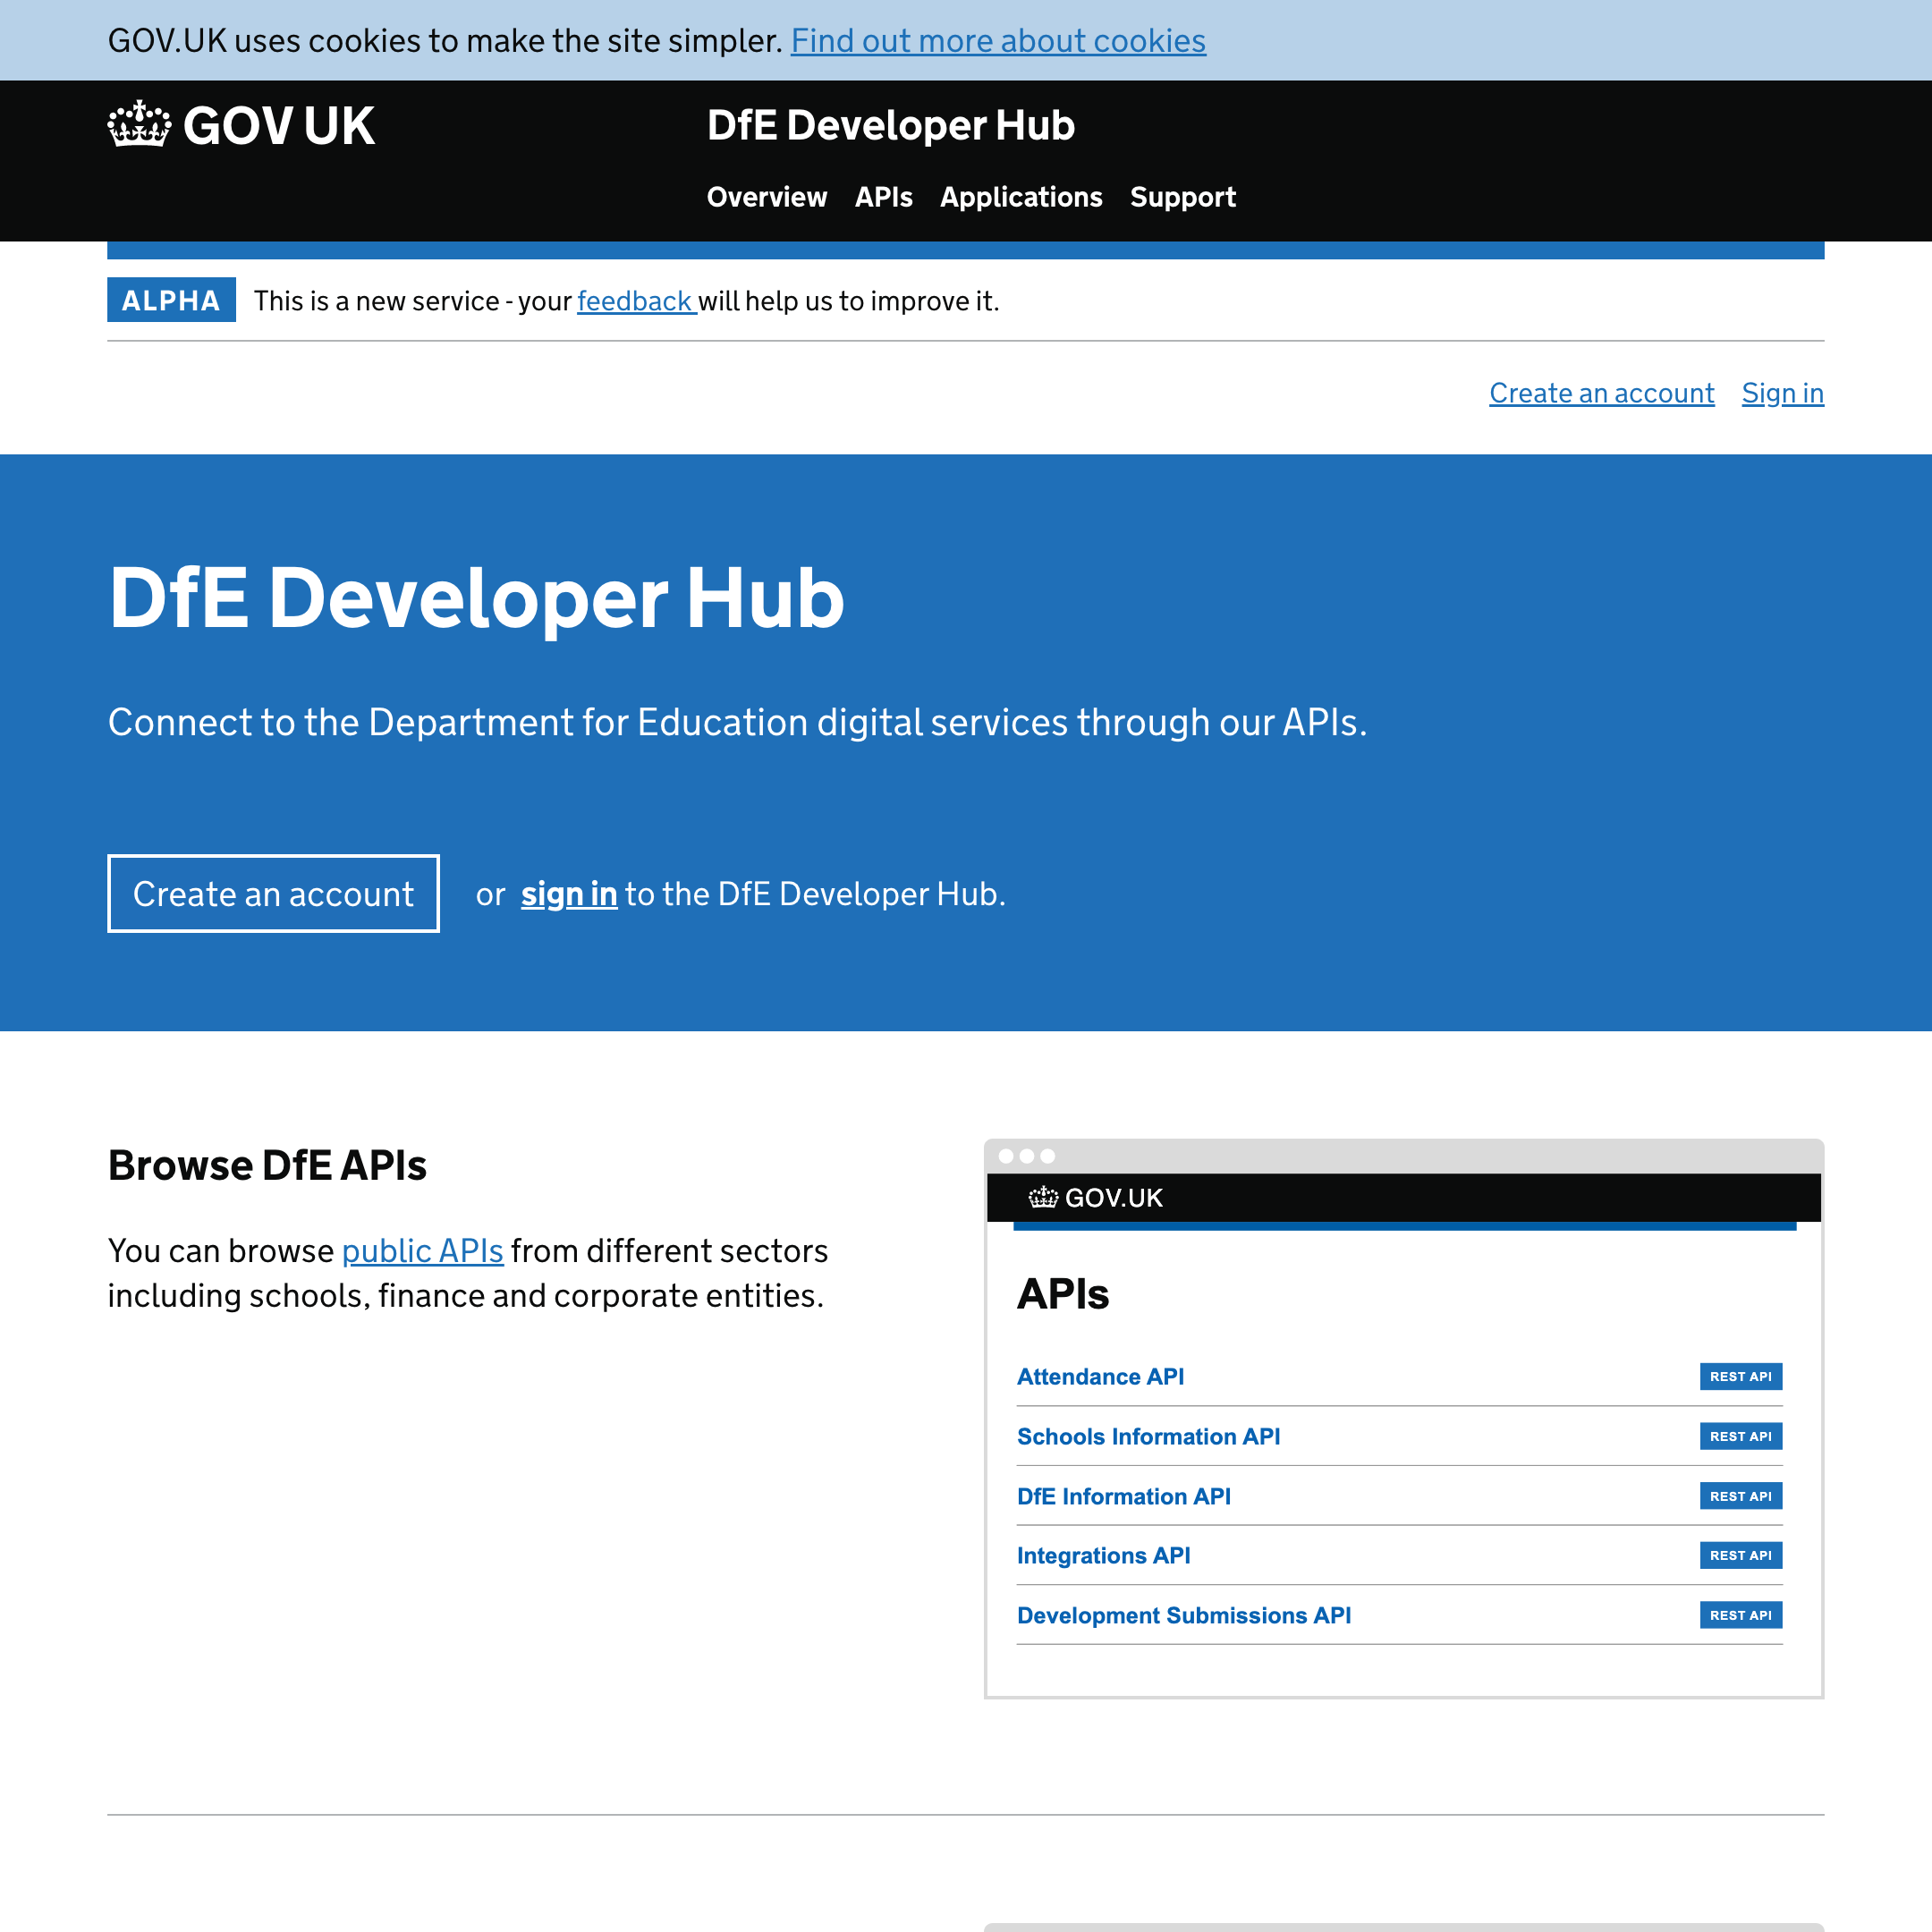 GOV.UK uses cookies to make the site simpler. Find out more about cookies
GOV UK
DfE Developer Hub
Overview APIs Applications Support
ALPHA This is a new service - your feedback will help us to improve it.
Create an account Sign in
DfE Developer Hub
Connect to the Department for Education digital services through our APIs.
Create an account or sign in to the DfE Developer Hub.
Browse DfE APIs
You can browse public APIs from different sectors
including schools, finance and corporate entities.
GOV.UK
APIs
Attendance API REST API
Schools Information API REST API
DfE Information API REST API
Integrations API REST API
Development Submissions API REST API